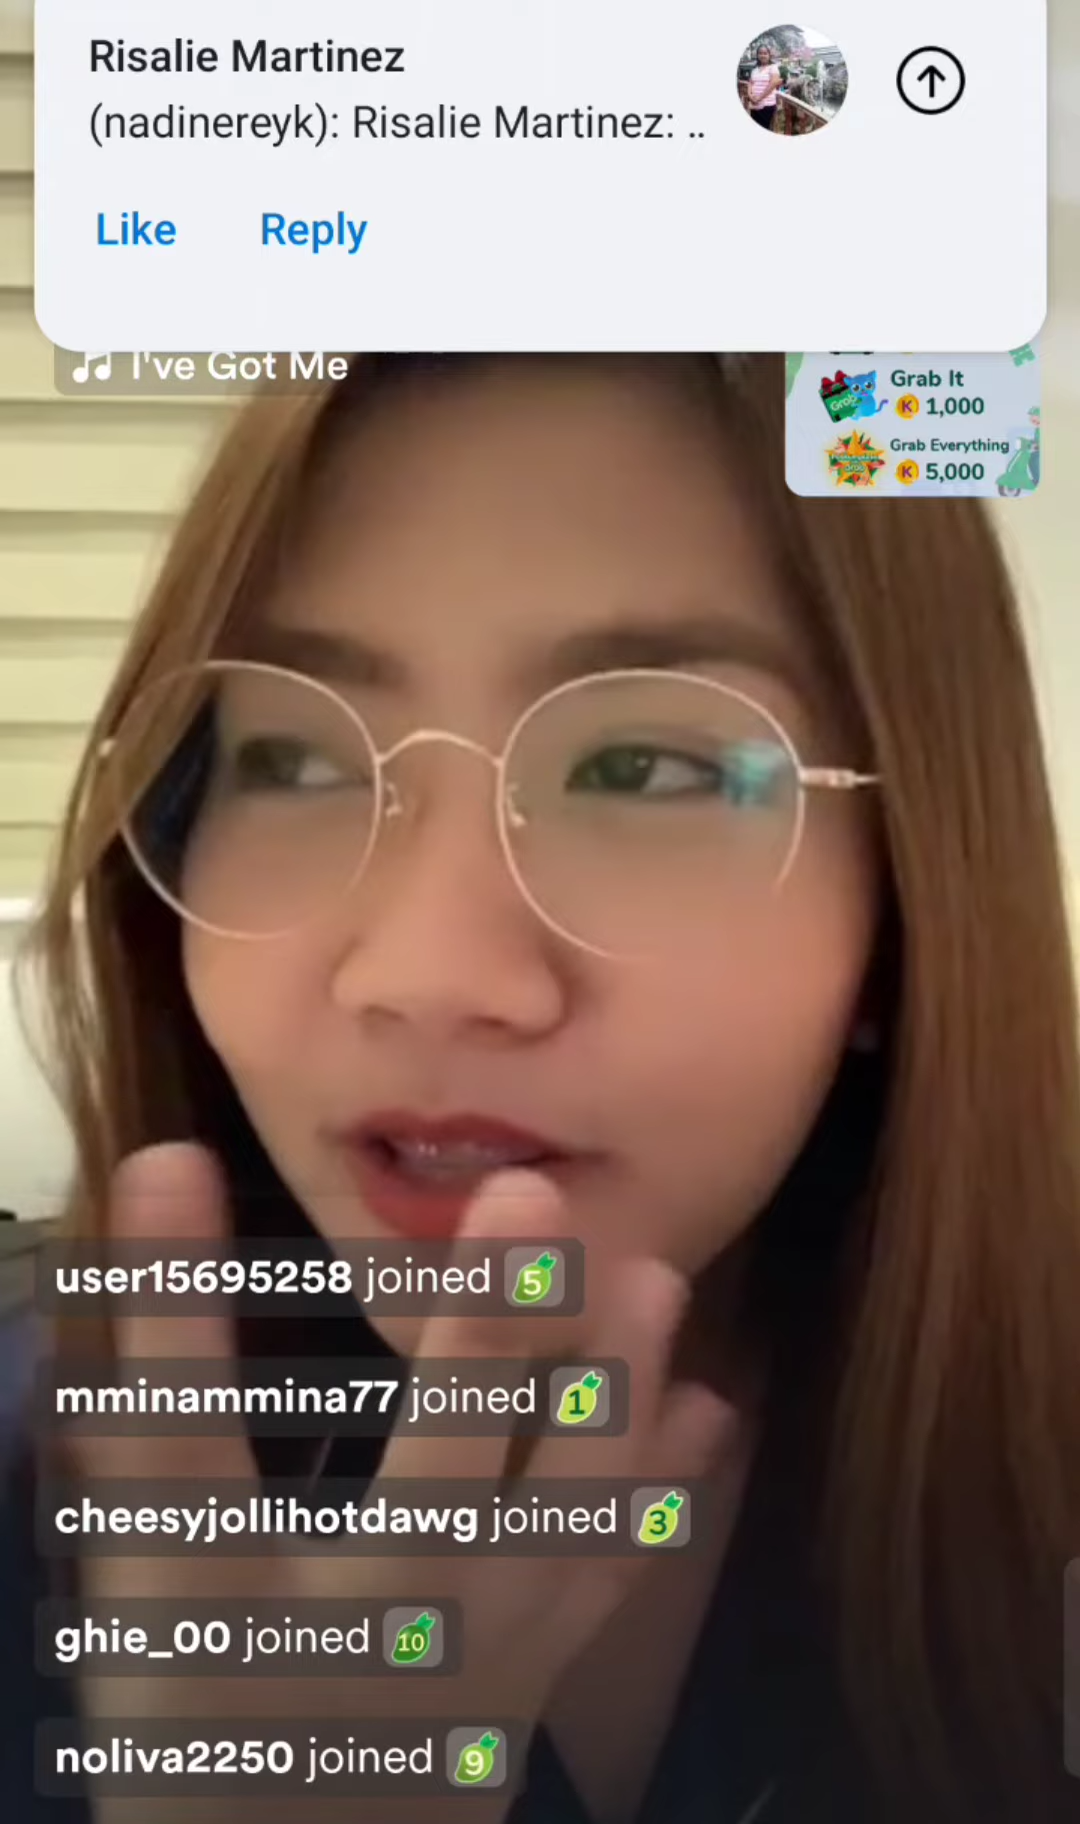 Risalie Martinez
(nadinereyk): Risalie Martinez: ..
Like Reply
I've Got Me
Grab It
K 1,000
Grab Everything
K 5,000
user15695258 joined 5
mminammina77 joined 1
cheesyjollihotdawg joined 3
ghie_00 joined 10
noliva2250 joined 9